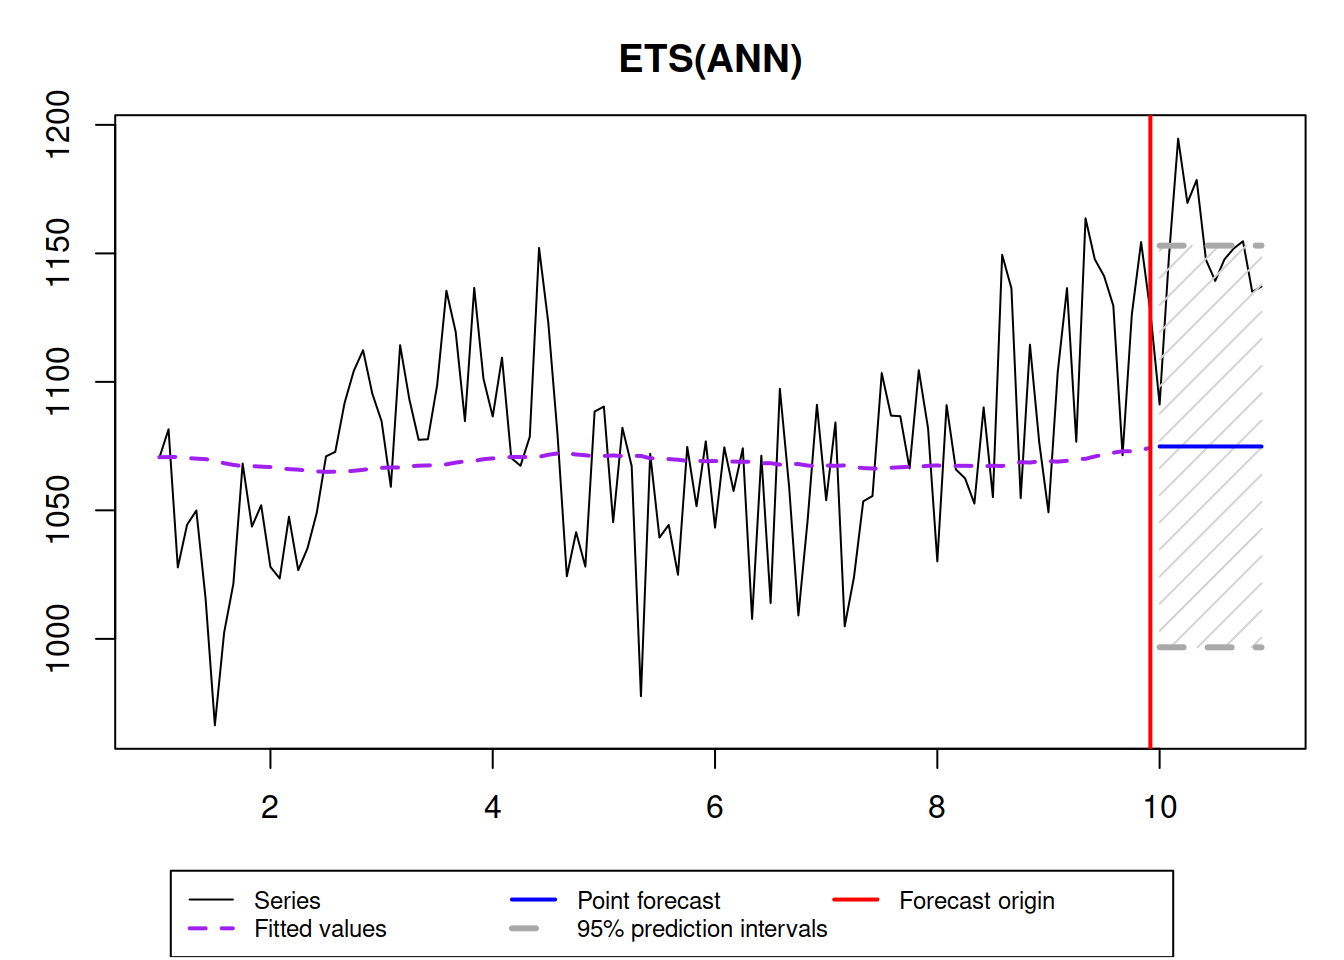 ETS(ANN)
1200
1150
1100
1050
1000
2 4 6 8 10
Series Point forecast Forecast origin
Fitted values 95% prediction intervals